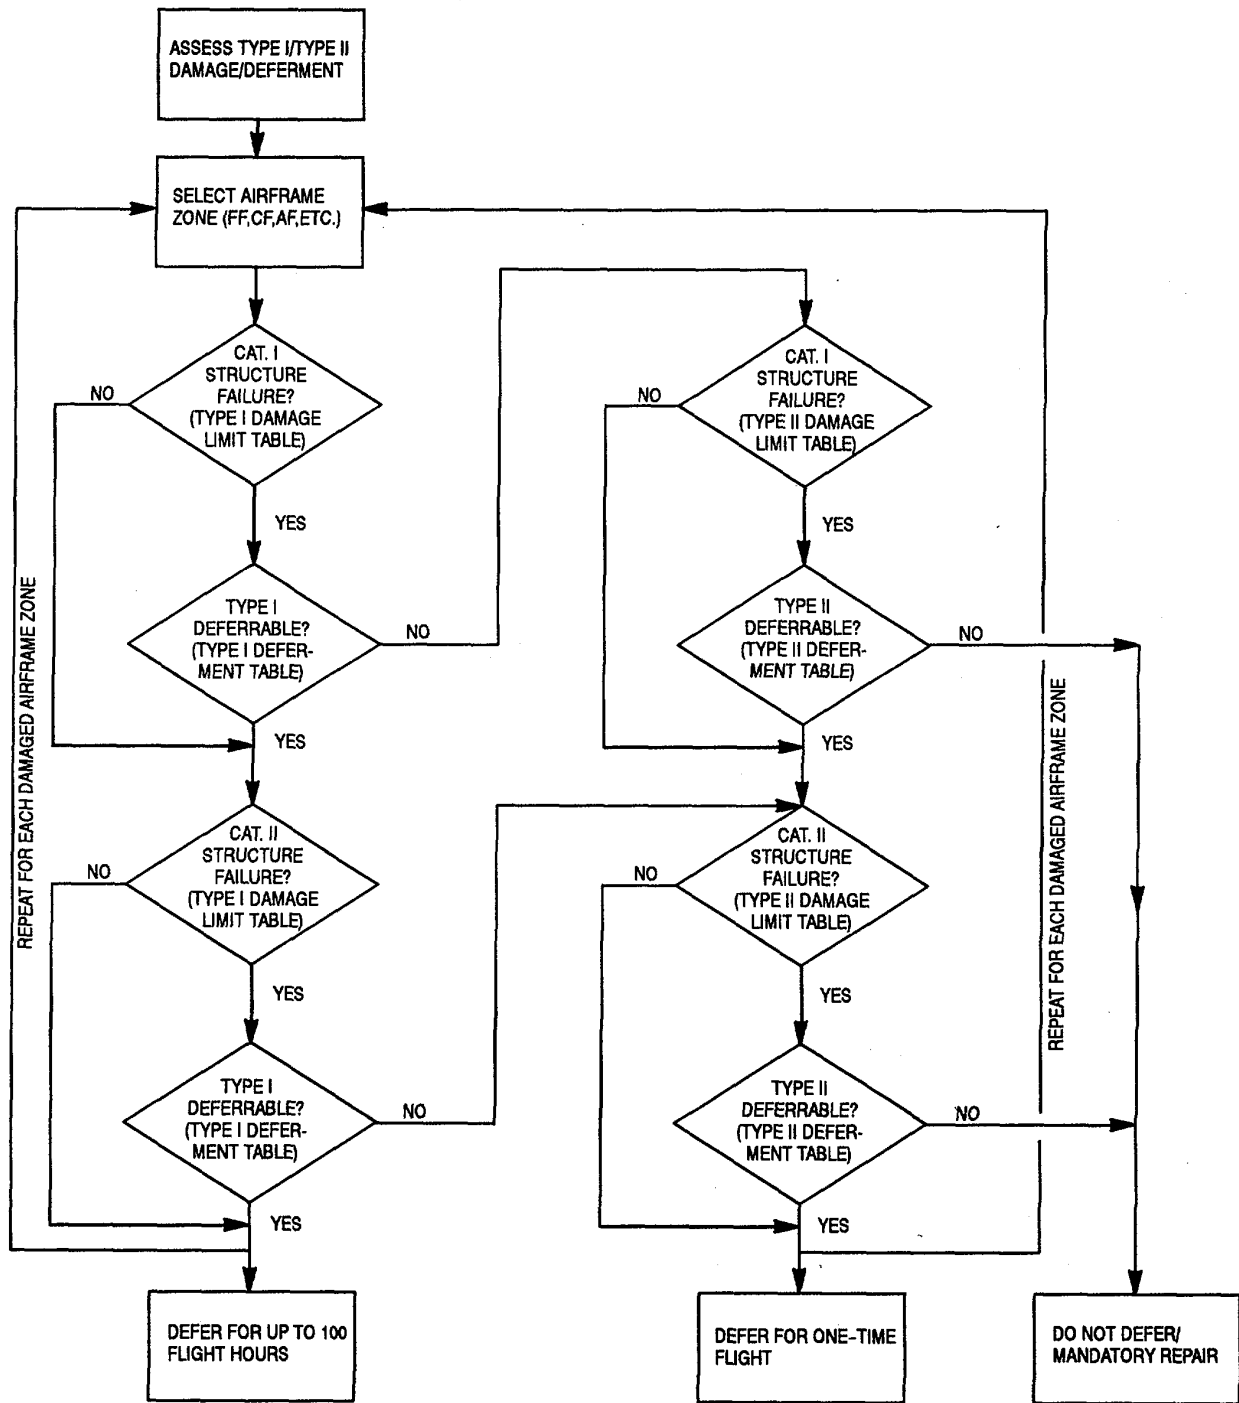 ASSESS TYPE I/TYPE II
DAMAGE/DEFERMENT
SELECT AIRFRAME
ZONE (FF,CF,AF,ETC.)
CAT. I
STRUCTURE
FAILURE?
(TYPE I DAMAGE
LIMIT TABLE)
NO
YES
CAT. I
STRUCTURE
FAILURE?
(TYPE II DAMAGE
LIMIT TABLE)
NO
YES
TYPE I
DEFERRABLE?
(TYPE I DEFER-
MENT TABLE)
NO
YES
TYPE II
DEFERRABLE?
(TYPE II DEFER-
MENT TABLE)
NO
YES
REPEAT FOR EACH DAMAGED AIRFRAME ZONE
REPEAT FOR EACH DAMAGED AIRFRAME ZONE
CAT. II
STRUCTURE
FAILURE?
(TYPE I DAMAGE
LIMIT TABLE)
NO
YES
CAT. II
STRUCTURE
FAILURE?
(TYPE II DAMAGE
LIMIT TABLE)
NO
YES
TYPE I
DEFERRABLE?
(TYPE I DEFER-
MENT TABLE)
NO
YES
TYPE II
DEFERRABLE?
(TYPE II DEFER-
MENT TABLE)
NO
YES
DEFER FOR UP TO 100
FLIGHT HOURS
DEFER FOR ONE-TIME
FLIGHT
DO NOT DEFER/
MANDATORY REPAIR